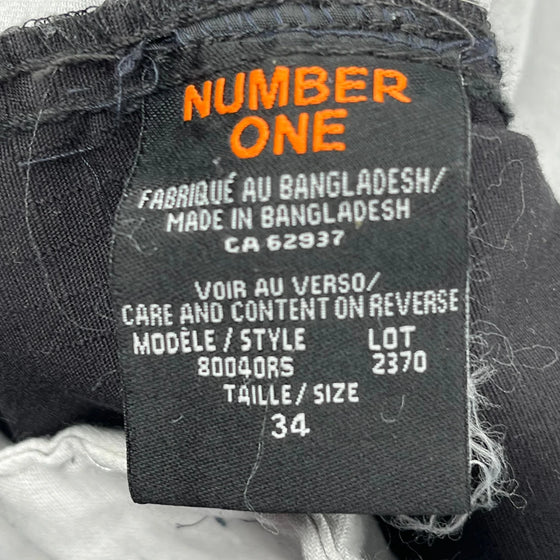 NUMBER
ONE
FABRIQUÉ AU BANGLADESH/
MADE IN BANGLADESH
CA 62937
VOIR AU VERSO/
CARE AND CONTENT ON REVERSE
MODÈLE / STYLE LOT
80040RS 2370
TAILLE/ SIZE
34